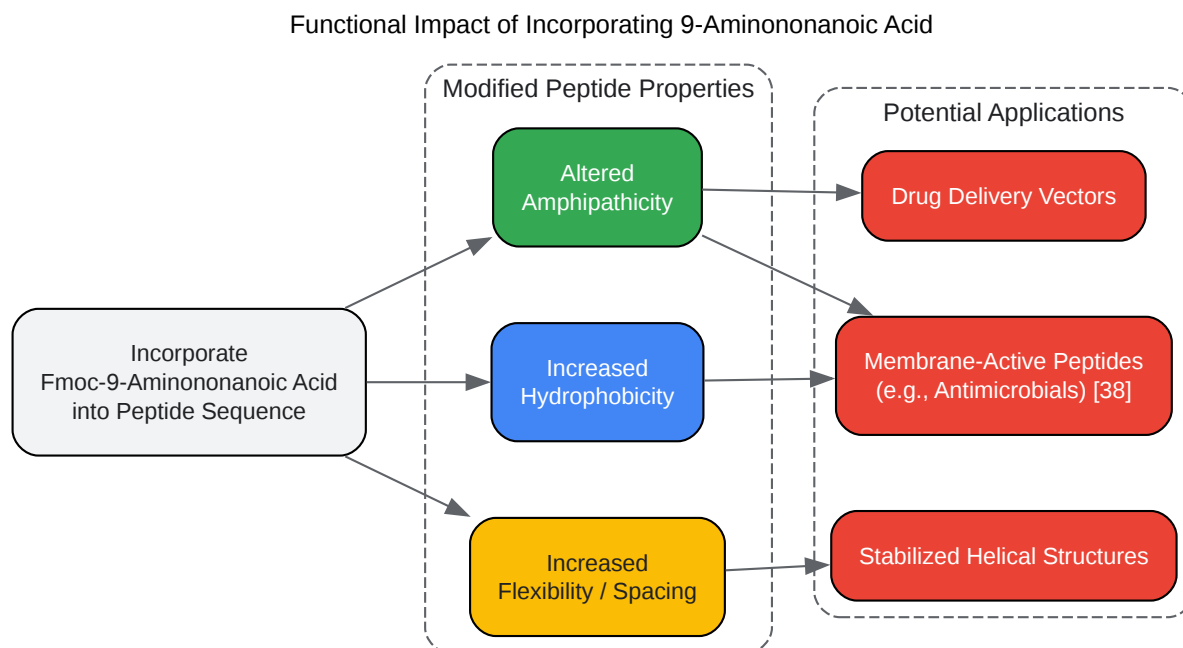 Functional Impact of Incorporating 9-Aminononanoic Acid
Modified Peptide Properties
Potential Applications
Incorporate
Fmoc-9-Aminononanoic Acid
into Peptide Sequence
Altered
Amphipathicity
Increased
Hydrophobicity
Increased
Flexibility / Spacing
Drug Delivery Vectors
Membrane-Active Peptides
(e.g., Antimicrobials) [38]
Stabilized Helical Structures